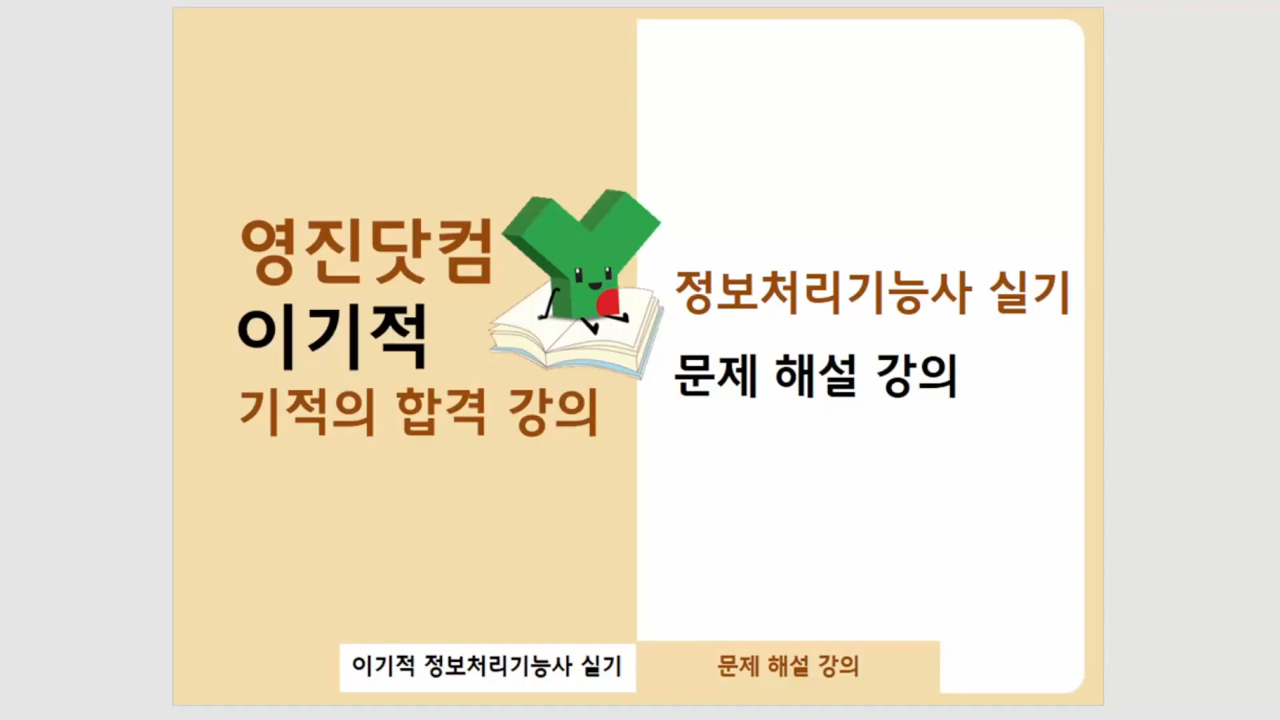 영진닷컴
이기적
기적의 합격 강의
정보처리기능사 실기
문제 해설 강의
이기적 정보처리기능사 실기
문제 해설 강의